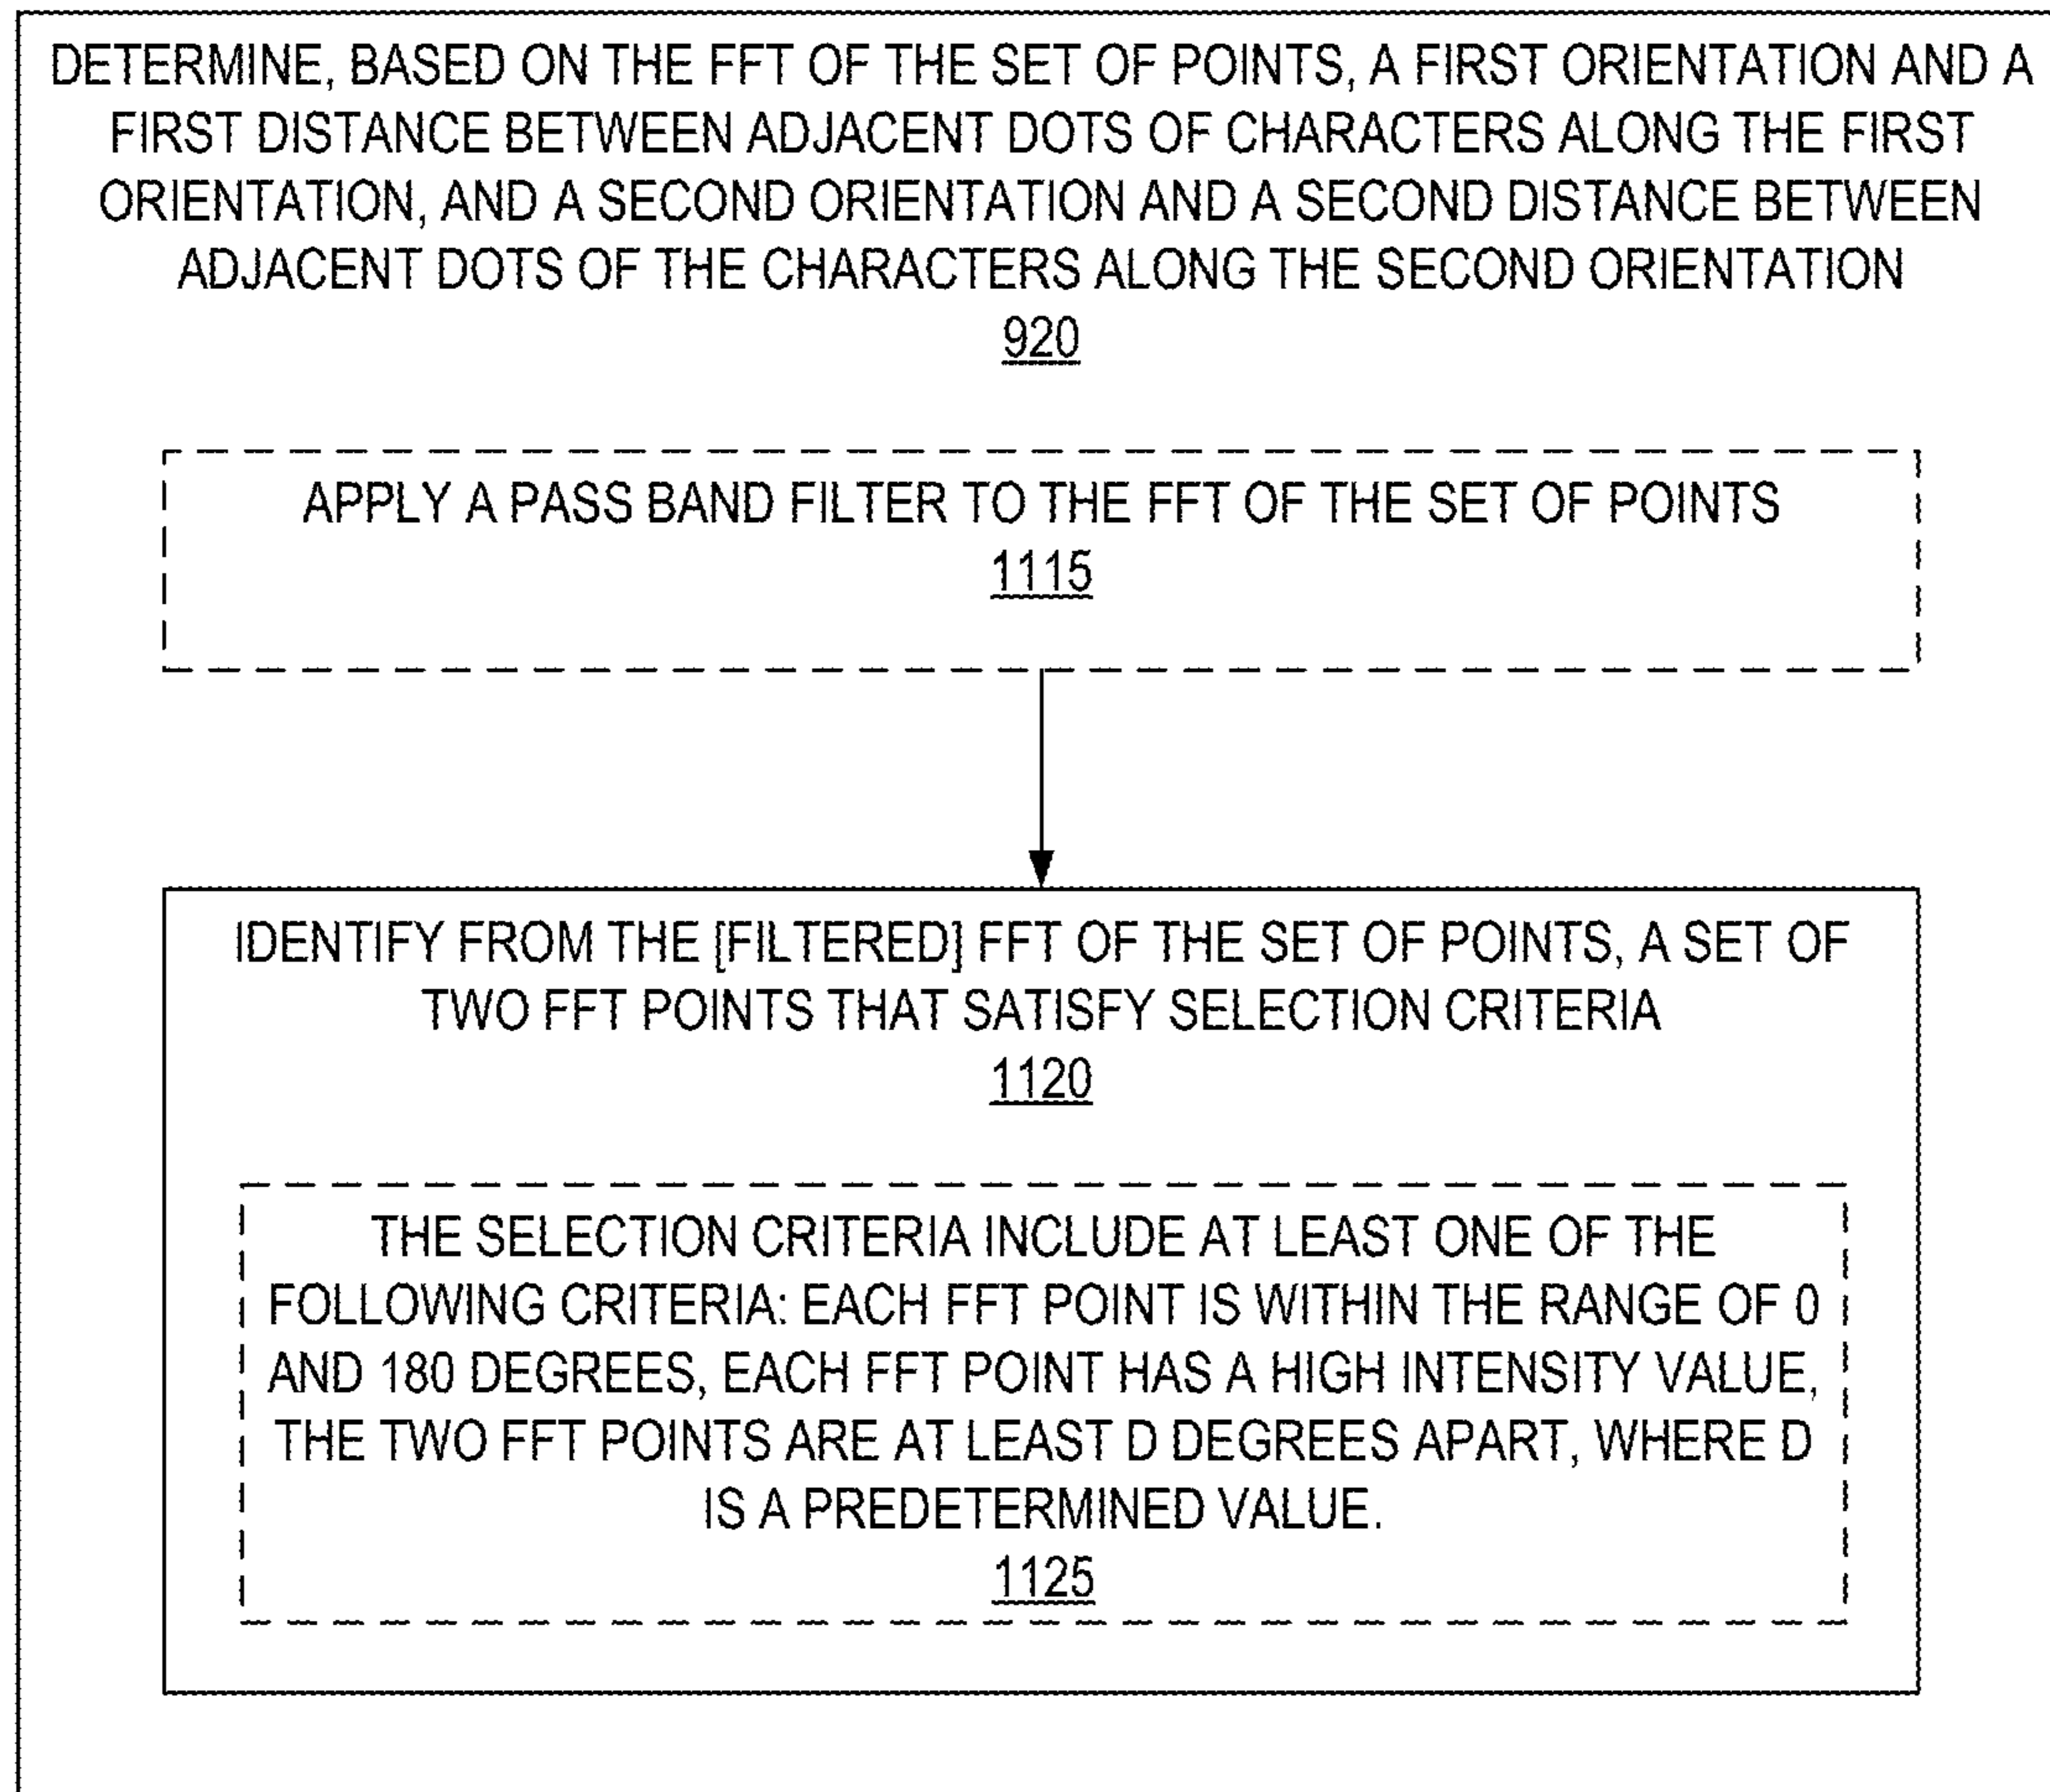 DETERMINE, BASED ON THE FFT OF THE SET OF POINTS, A FIRST ORIENTATION AND A
FIRST DISTANCE BETWEEN ADJACENT DOTS OF CHARACTERS ALONG THE FIRST
ORIENTATION, AND A SECOND ORIENTATION AND A SECOND DISTANCE BETWEEN
ADJACENT DOTS OF THE CHARACTERS ALONG THE SECOND ORIENTATION
920
APPLY A PASS BAND FILTER TO THE FFT OF THE SET OF POINTS
1115
IDENTIFY FROM THE [FILTERED] FFT OF THE SET OF POINTS, A SET OF
TWO FFT POINTS THAT SATISFY SELECTION CRITERIA
1120
THE SELECTION CRITERIA INCLUDE AT LEAST ONE OF THE
FOLLOWING CRITERIA: EACH FFT POINT IS WITHIN THE RANGE OF 0
AND 180 DEGREES, EACH FFT POINT HAS A HIGH INTENSITY VALUE,
THE TWO FFT POINTS ARE AT LEAST D DEGREES APART, WHERE D
IS A PREDETERMINED VALUE.
1125